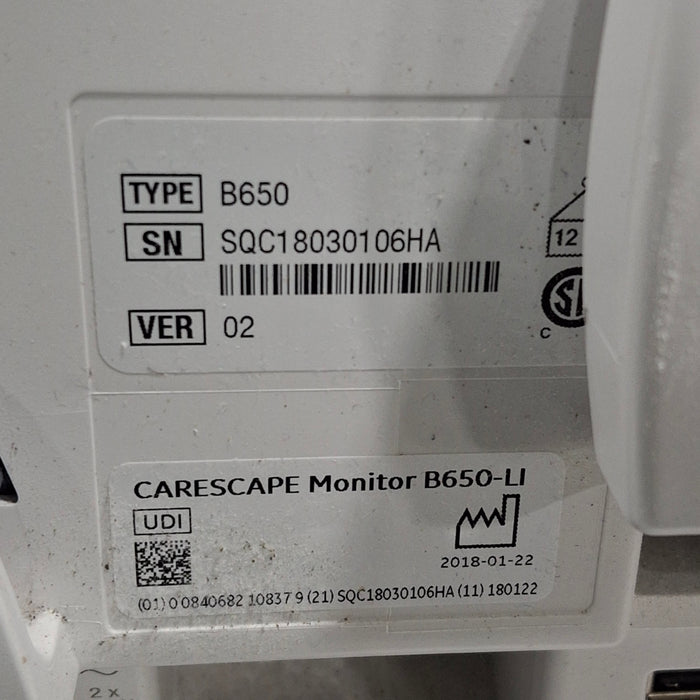 TYPE B650
SN SQC18030106HA
12
VER 02
C
CARESCAPE Monitor B650-LI
UDI
2018-01-22
(01) 0 0840682 10837 9 (21) SQC18030106HA (11) 180122
2 x